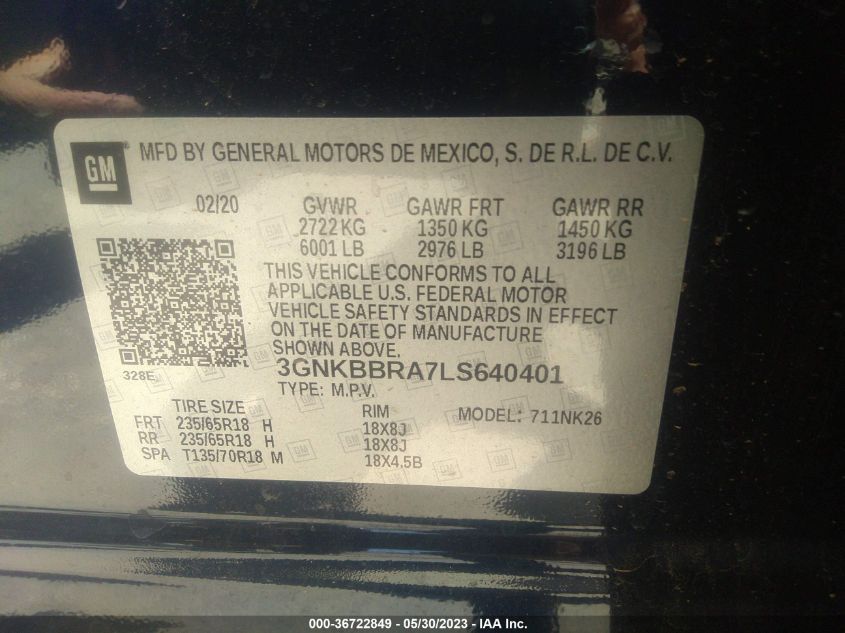 GM
MFD BY GENERAL MOTORS DE MEXICO, S. DE R.L. DE C.V.
02/20 GVWR GAWR FRT GAWR RR
2722 KG 1350 KG 1450 KG
6001 LB 2976 LB 3196 LB
THIS VEHICLE CONFORMS TO ALL
APPLICABLE U.S. FEDERAL MOTOR
VEHICLE SAFETY STANDARDS IN EFFECT
ON THE DATE OF MANUFACTURE
SHOWN ABOVE.
328E
3GNKBBRA7LS640401
TYPE: M.P.V.
TIRE SIZE RIM MODEL: 711NK26
FRT 235/65R18 H 18X8J
RR 235/65R18 H 18X8J
SPA T135/70R18 M 18X4.5B
000-36722849 - 05/30/2023 - IAA Inc.